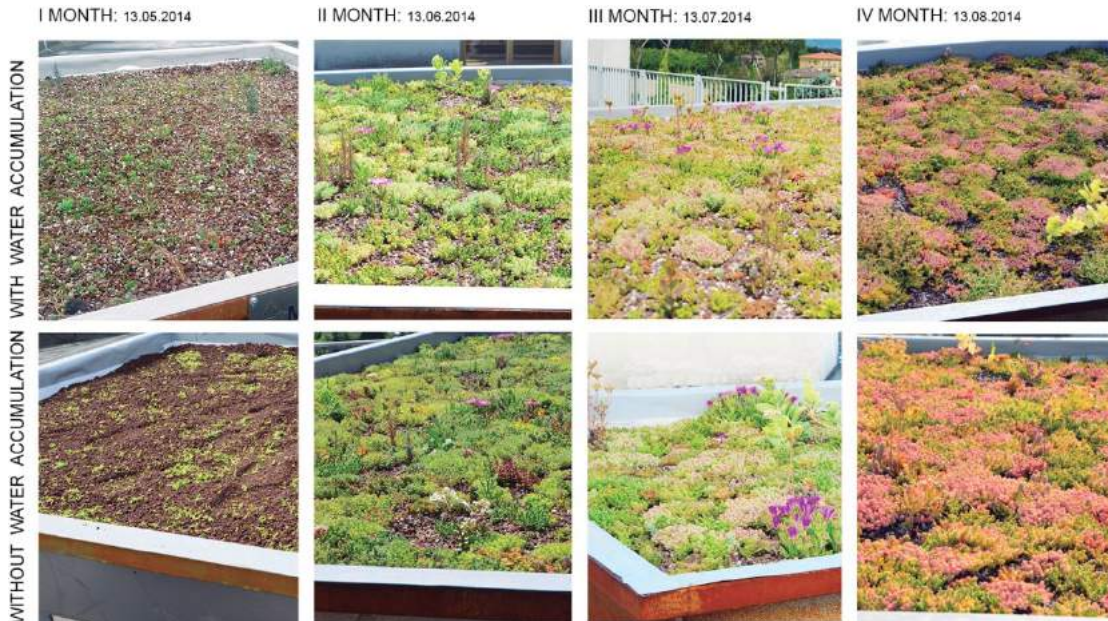 I MONTH: 13.05.2014
II MONTH: 13.06.2014
III MONTH: 13.07.2014
IV MONTH: 13.08.2014
WITH WATER ACCUMULATION
WITHOUT WATER ACCUMULATION